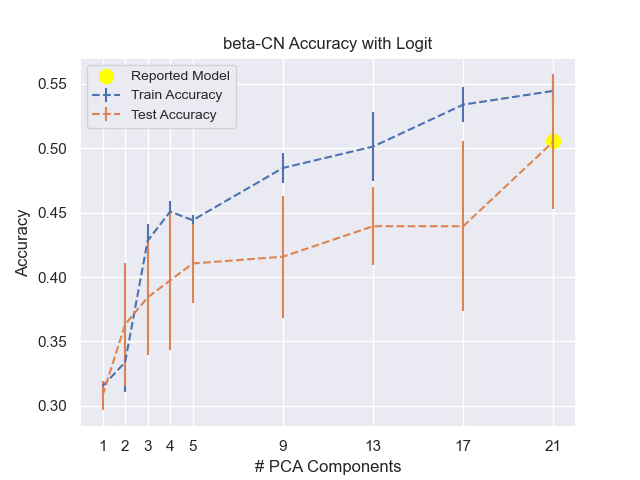 beta-CN Accuracy with Logit
Reported Model
Train Accuracy
Test Accuracy
0.55
0.50
0.45
0.40
0.35
0.30
Accuracy
1 2 3 4 5 9 13 17 21
# PCA Components